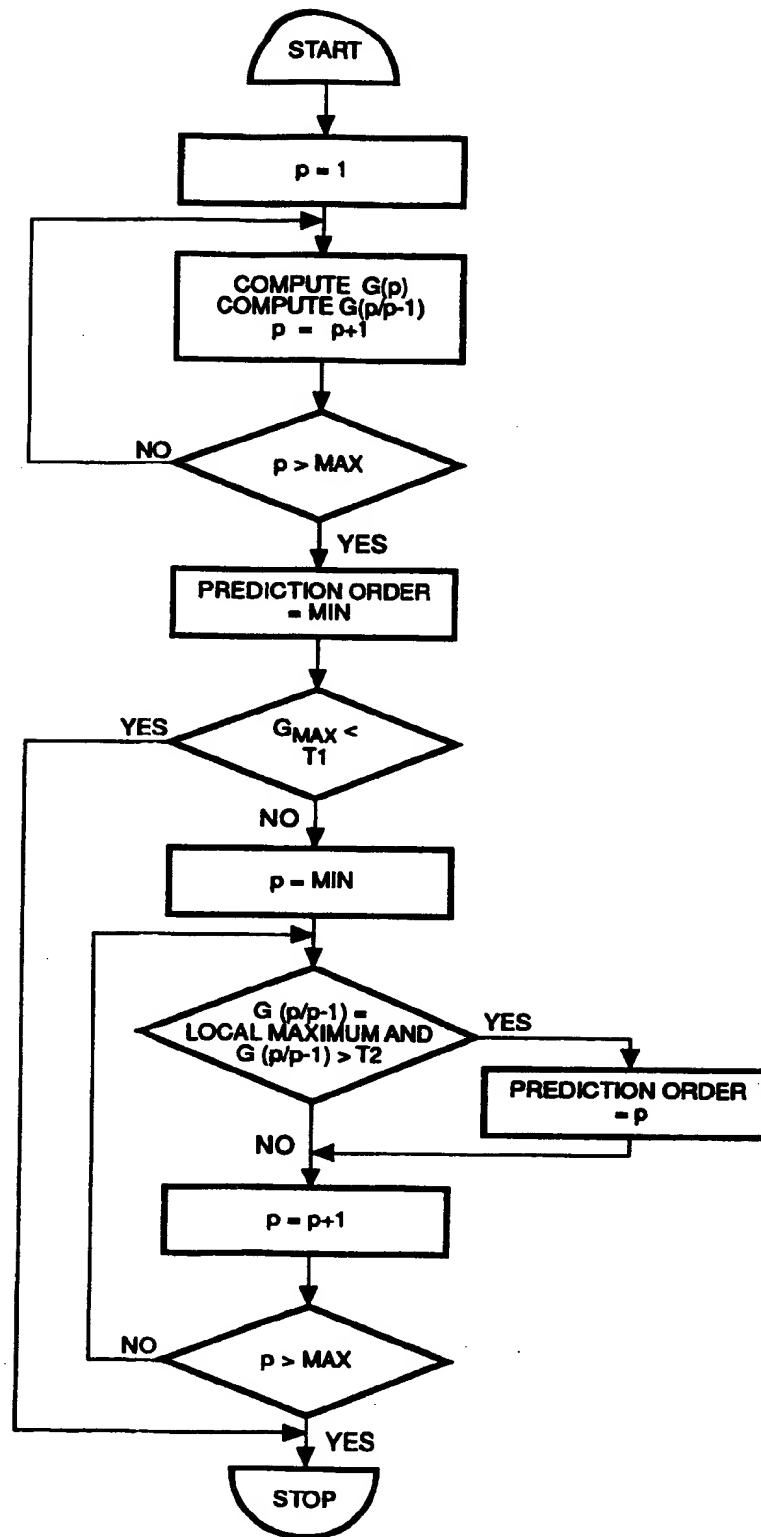 START
p = 1
COMPUTE G(p)
COMPUTE G(p/p-1)
p = p+1
NO
p > MAX
YES
PREDICTION ORDER
= MIN
YES
GMAX <
T1
NO
p = MIN
G (p/p-1) =
LOCAL MAXIMUM AND
G (p/p-1) > T2
YES
PREDICTION ORDER
= p
NO
p = p+1
NO
p > MAX
YES
STOP